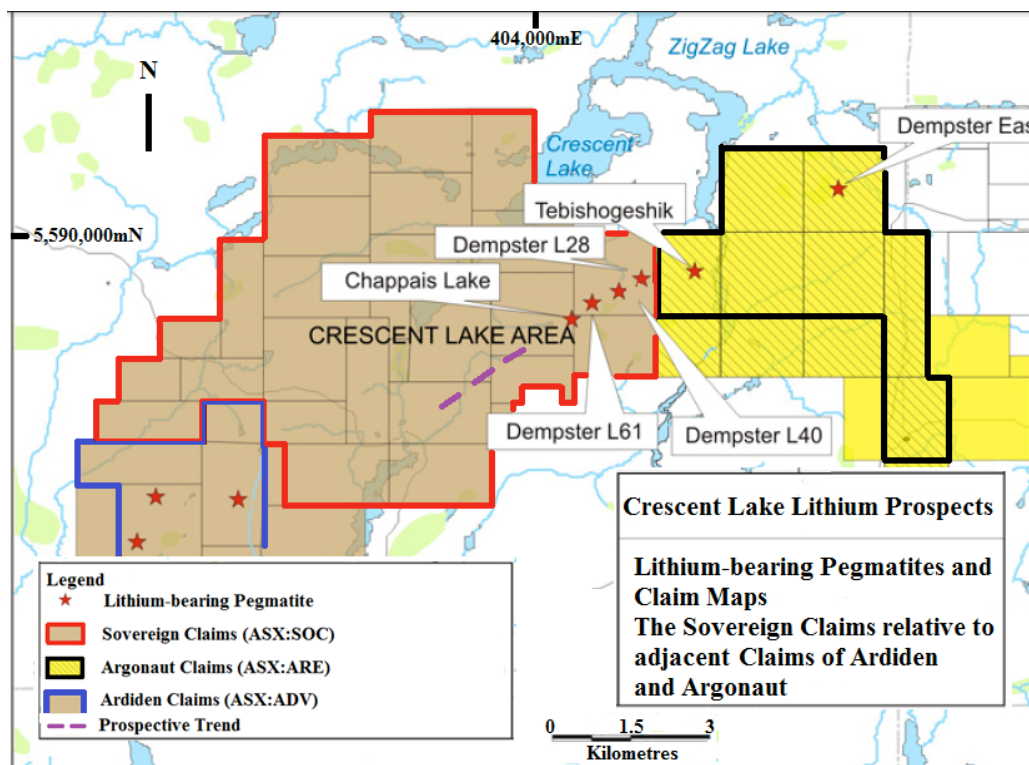 404,000mE
ZigZag Lake
N
Dempster Eas
Crescent
Lake
Tebishogeshik
5,590,000mN
Dempster L28
Chappais Lake
CRESCENT LAKE AREA
Dempster L61
Dempster L40
Crescent Lake Lithium Prospects
Lithium-bearing Pegmatites and
Claim Maps
The Sovereign Claims relative to
adjacent Claims of Ardiden
and Argonaut
Legend
Lithium-bearing Pegmatite
Sovereign Claims (ASX:SOC)
Argonaut Claims (ASX:ARE)
Ardiden Claims (ASX:ADV)
Prospective Trend
0 1.5 3
Kilometres